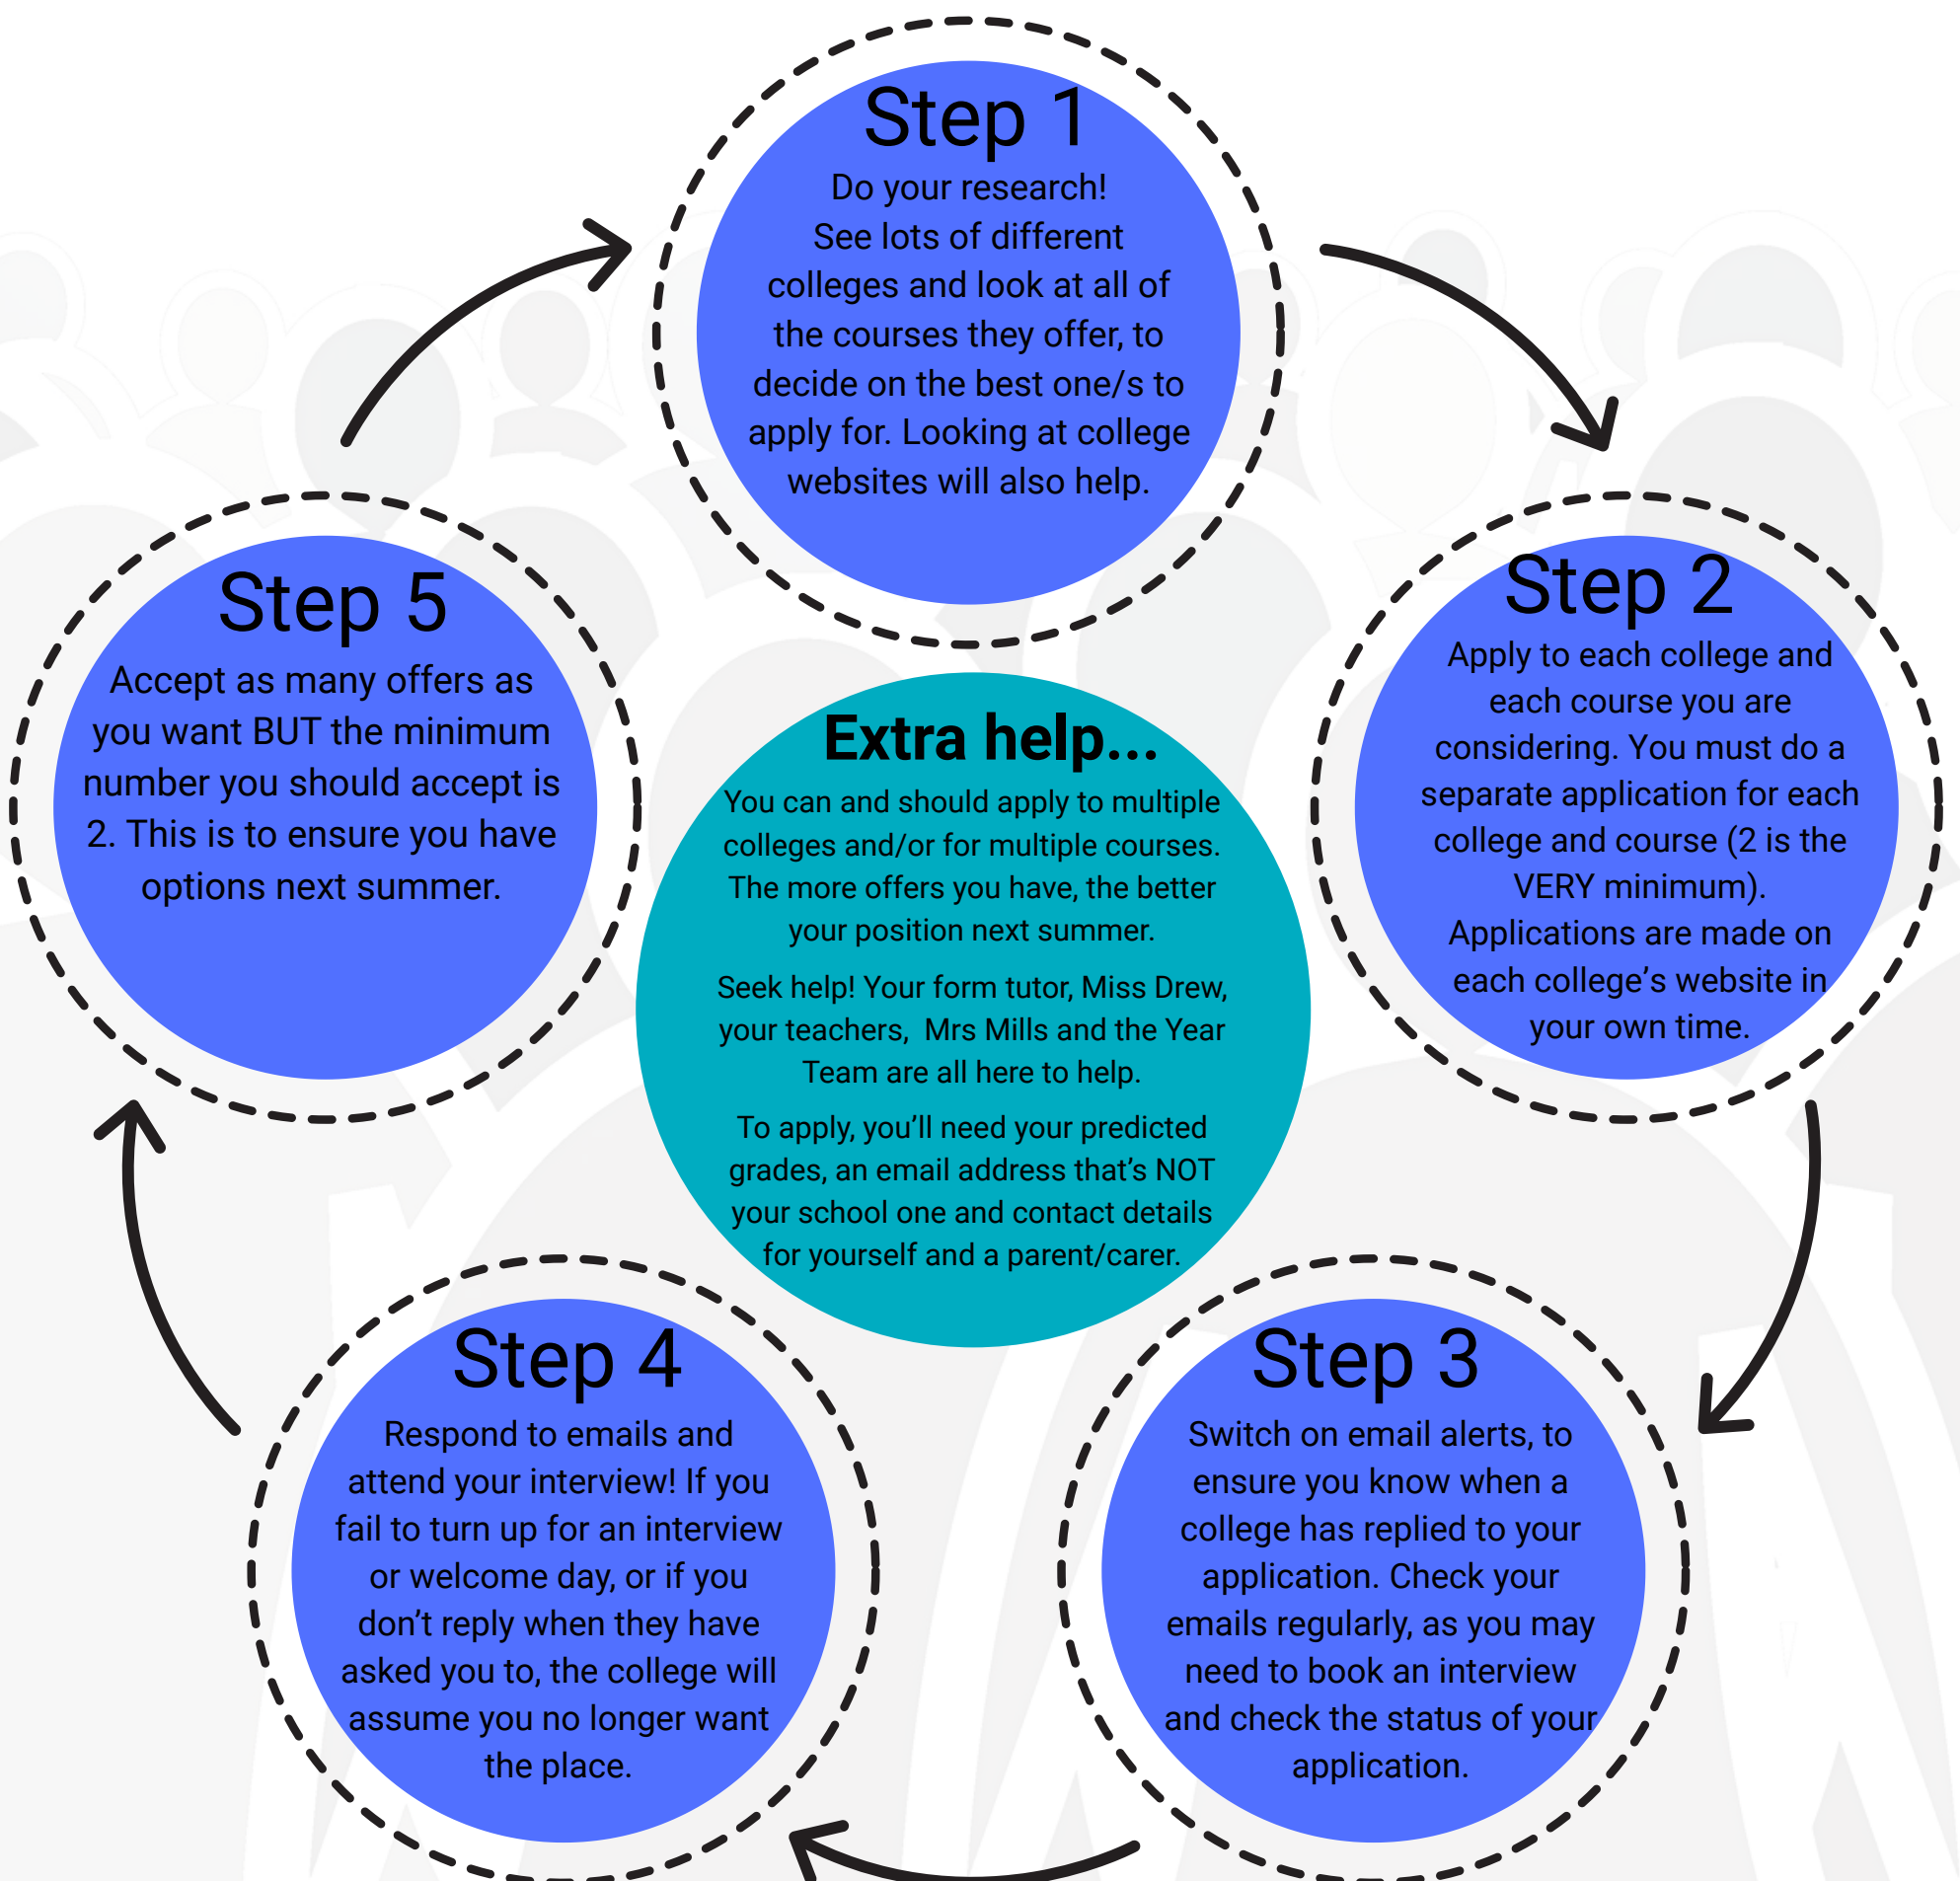 Step 1
Do your research!
See lots of different
colleges and look at all of
the courses they offer, to
decide on the best one/s to
apply for. Looking at college
websites will also help.
Step 2
Apply to each college and
each course you are
considering. You must do a
separate application for each
college and course (2 is the
VERY minimum).
Applications are made on
each college’s website in
your own time.
Step 3
Switch on email alerts, to
ensure you know when a
college has replied to your
application. Check your
emails regularly, as you may
need to book an interview
and check the status of your
application.
Step 4
Respond to emails and
attend your interview! If you
fail to turn up for an interview
or welcome day, or if you
don’t reply when they have
asked you to, the college will
assume you no longer want
the place.
Step 5
Accept as many offers as
you want BUT the minimum
number you should accept is
2. This is to ensure you have
options next summer.
Extra help...
You can and should apply to multiple
colleges and/or for multiple courses.
The more offers you have, the better
your position next summer.
Seek help! Your form tutor, Miss Drew,
your teachers,  Mrs Mills and the Year
Team are all here to help.
To apply, you’ll need your predicted
grades, an email address that’s NOT
your school one and contact details
for yourself and a parent/carer.